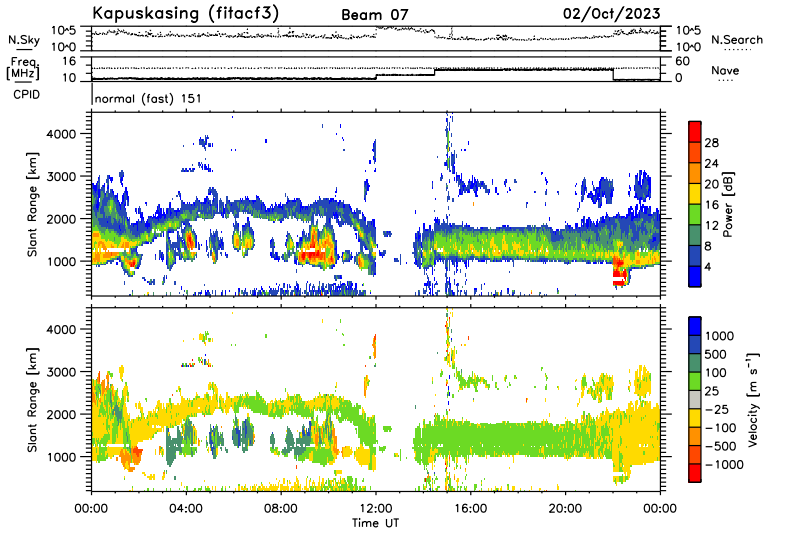 Kapuskasing (fitacf3) Beam 07 02/Oct/2023
N.Sky 10^5 10^0 10^5 10^0 N.Search
Freq. [MHz] 16 10 60 0 Nave
CPID normal (fast) 151
Slant Range [km] 4000 3000 2000 1000
28 24 20 16 12 8 4 Power [dB]
Slant Range [km] 4000 3000 2000 1000
1000 500 100 25 −25 −100 −500 −1000 Velocity [m s⁻¹]
00:00 04:00 08:00 12:00 16:00 20:00 00:00
Time UT